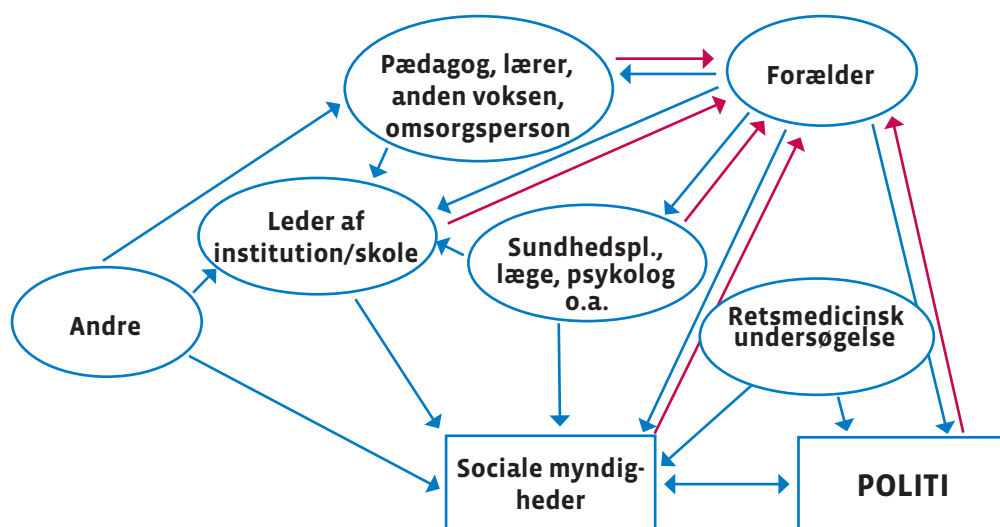 Pædagog, lærer,
anden voksen,
omsorgsperson
Forælder
Leder af
institution/skole
Sundhedspl.,
læge, psykolog
o.a.
Andre
Retsmedicinsk
undersøgelse
Sociale myndig-
heder
POLITI